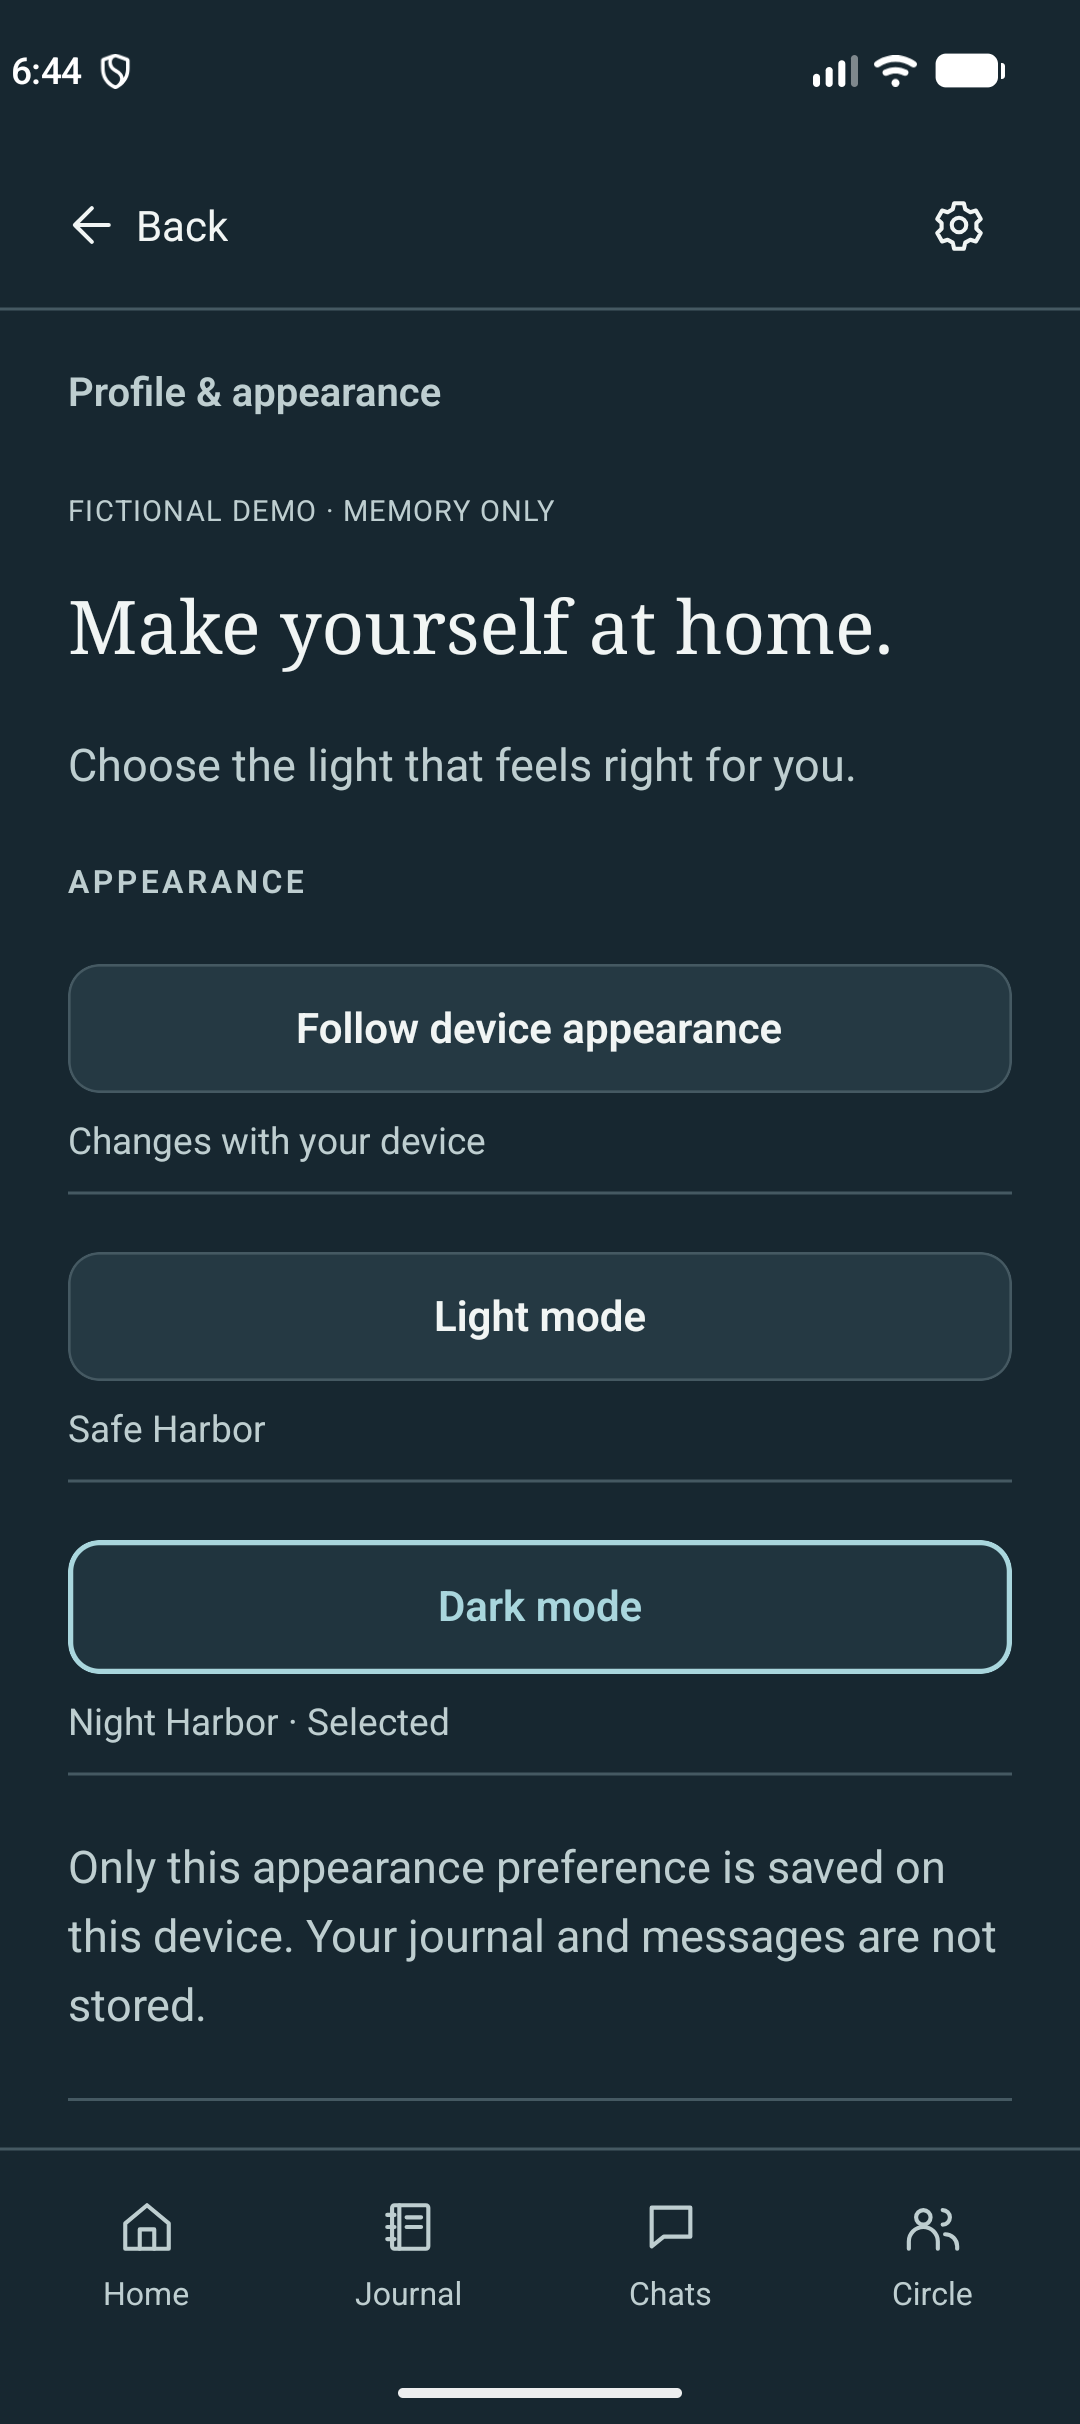 6:44
Back
Profile & appearance
FICTIONAL DEMO · MEMORY ONLY
Make yourself at home.
Choose the light that feels right for you.
APPEARANCE
Follow device appearance
Changes with your device
Light mode
Safe Harbor
Dark mode
Night Harbor · Selected
Only this appearance preference is saved on
this device. Your journal and messages are not
stored.
Home
Journal
Chats
Circle